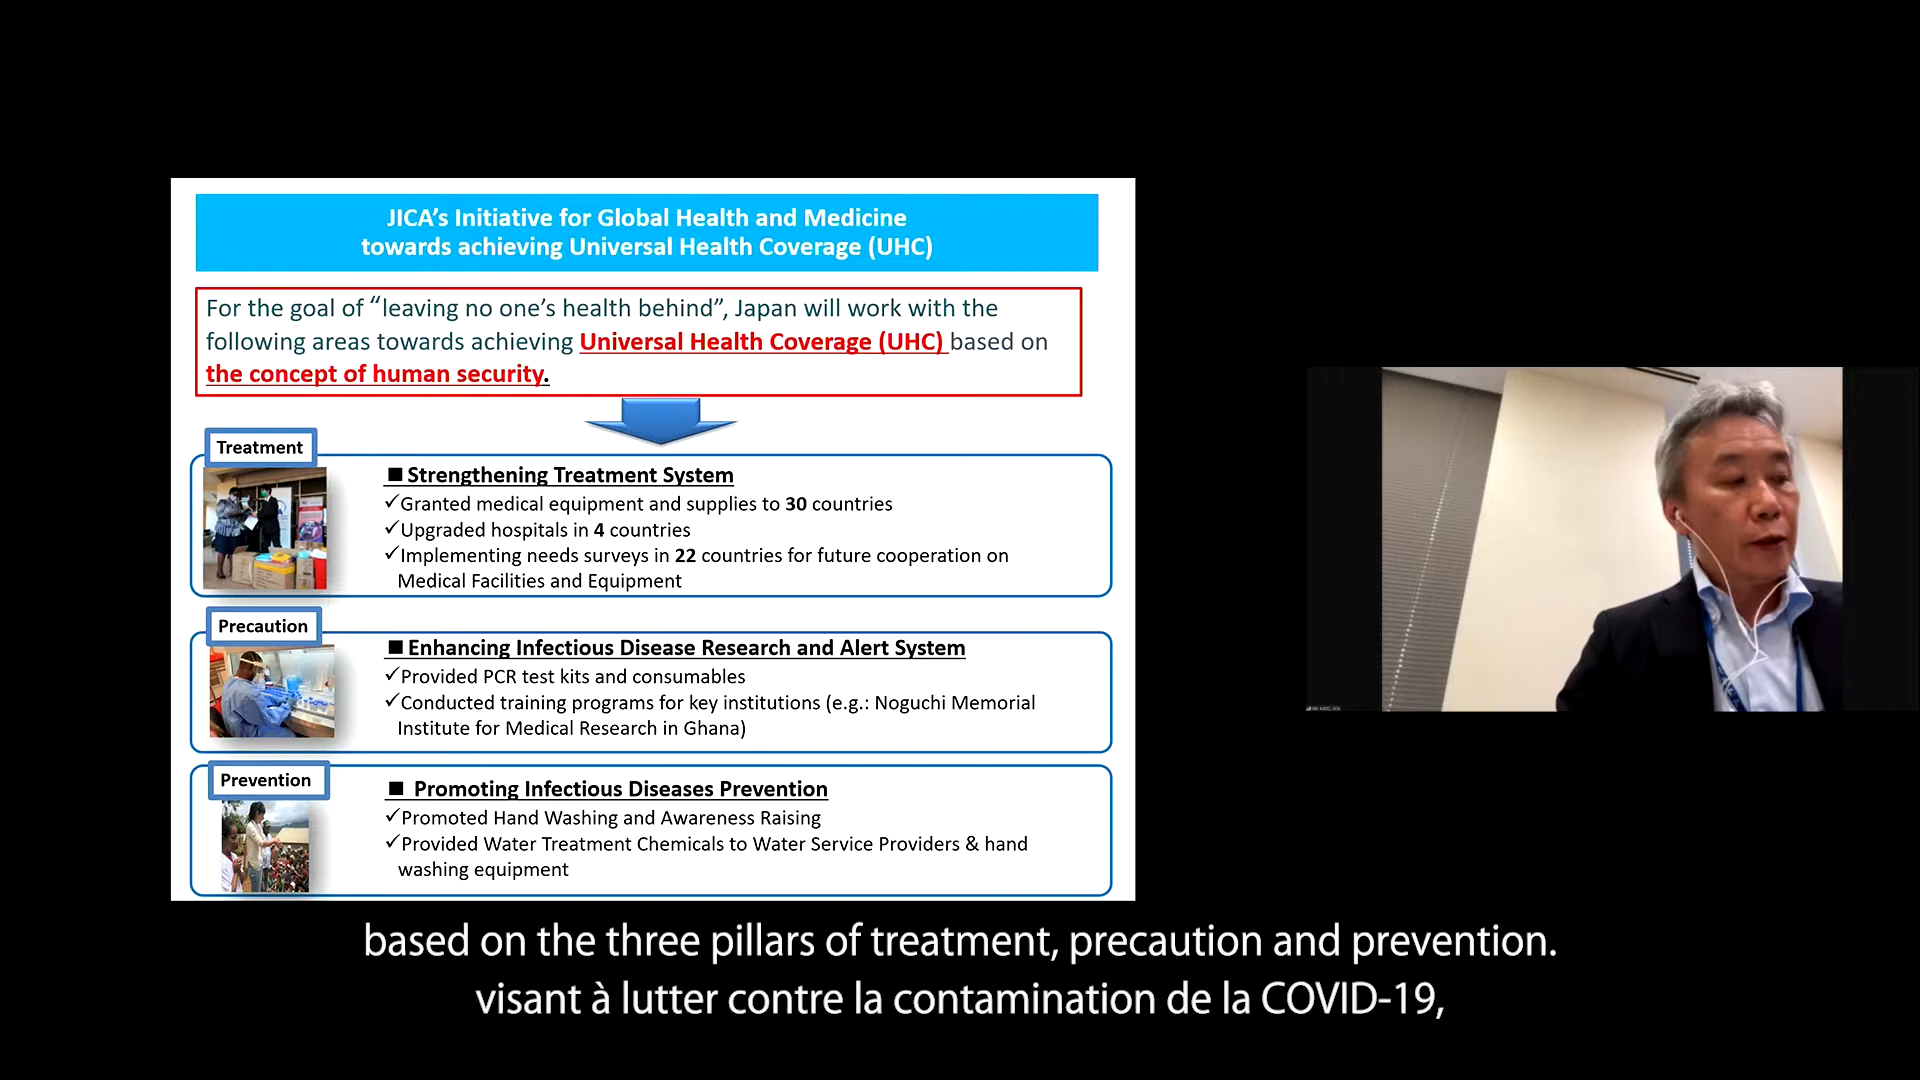 JICA’s Initiative for Global Health and Medicine
towards achieving Universal Health Coverage (UHC)
For the goal of “leaving no one’s health behind”, Japan will work with the
following areas towards achieving Universal Health Coverage (UHC) based on
the concept of human security.
Treatment
■ Strengthening Treatment System
✓Granted medical equipment and supplies to 30 countries
✓Upgraded hospitals in 4 countries
✓Implementing needs surveys in 22 countries for future cooperation on
Medical Facilities and Equipment
Precaution
■ Enhancing Infectious Disease Research and Alert System
✓Provided PCR test kits and consumables
✓Conducted training programs for key institutions (e.g.: Noguchi Memorial
Institute for Medical Research in Ghana)
Prevention
■ Promoting Infectious Diseases Prevention
✓Promoted Hand Washing and Awareness Raising
✓Provided Water Treatment Chemicals to Water Service Providers & hand
washing equipment
based on the three pillars of treatment, precaution and prevention.
visant à lutter contre la contamination de la COVID-19,